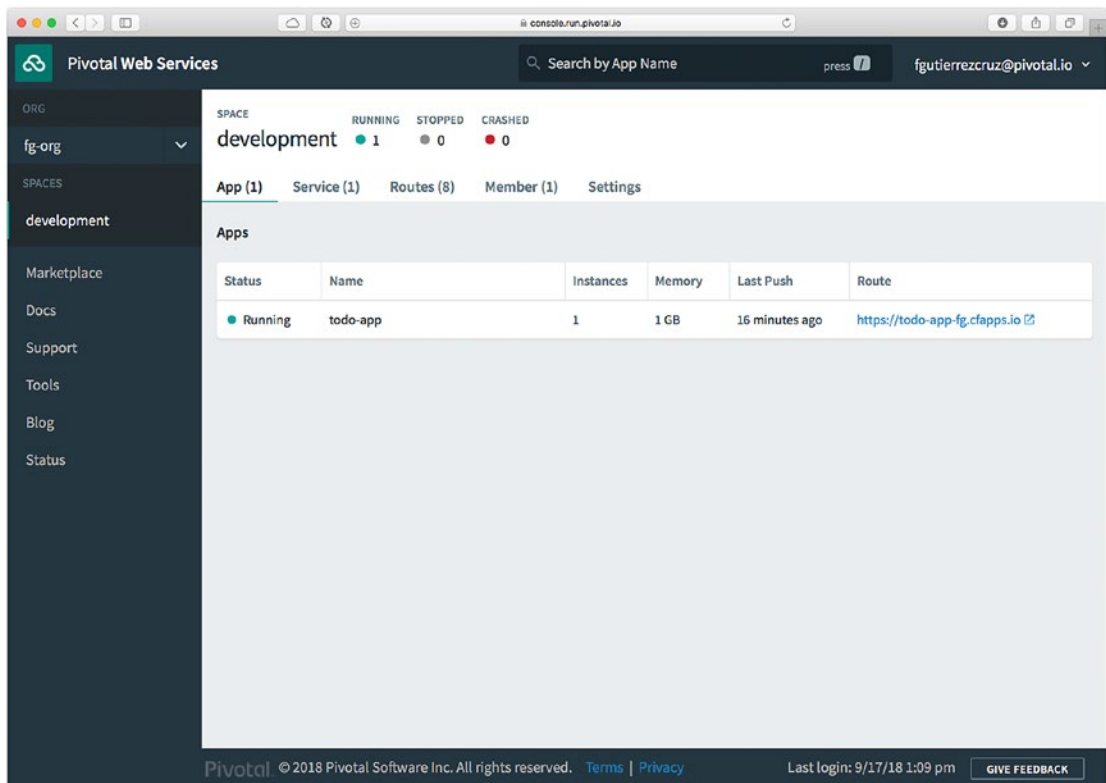 console.run.pivotal.io
Pivotal Web Services
Search by App Name
press /
fgutierrezcruz@pivotal.io
ORG
fg-org
SPACES
development
Marketplace
Docs
Support
Tools
Blog
Status
SPACE
development
RUNNING STOPPED CRASHED
1 0 0
App (1) Service (1) Routes (8) Member (1) Settings
Apps
Status Name Instances Memory Last Push Route
Running todo-app 1 1 GB 16 minutes ago https://todo-app-fg.cfapps.io
Pivotal © 2018 Pivotal Software Inc. All rights reserved. Terms | Privacy Last login: 9/17/18 1:09 pm GIVE FEEDBACK